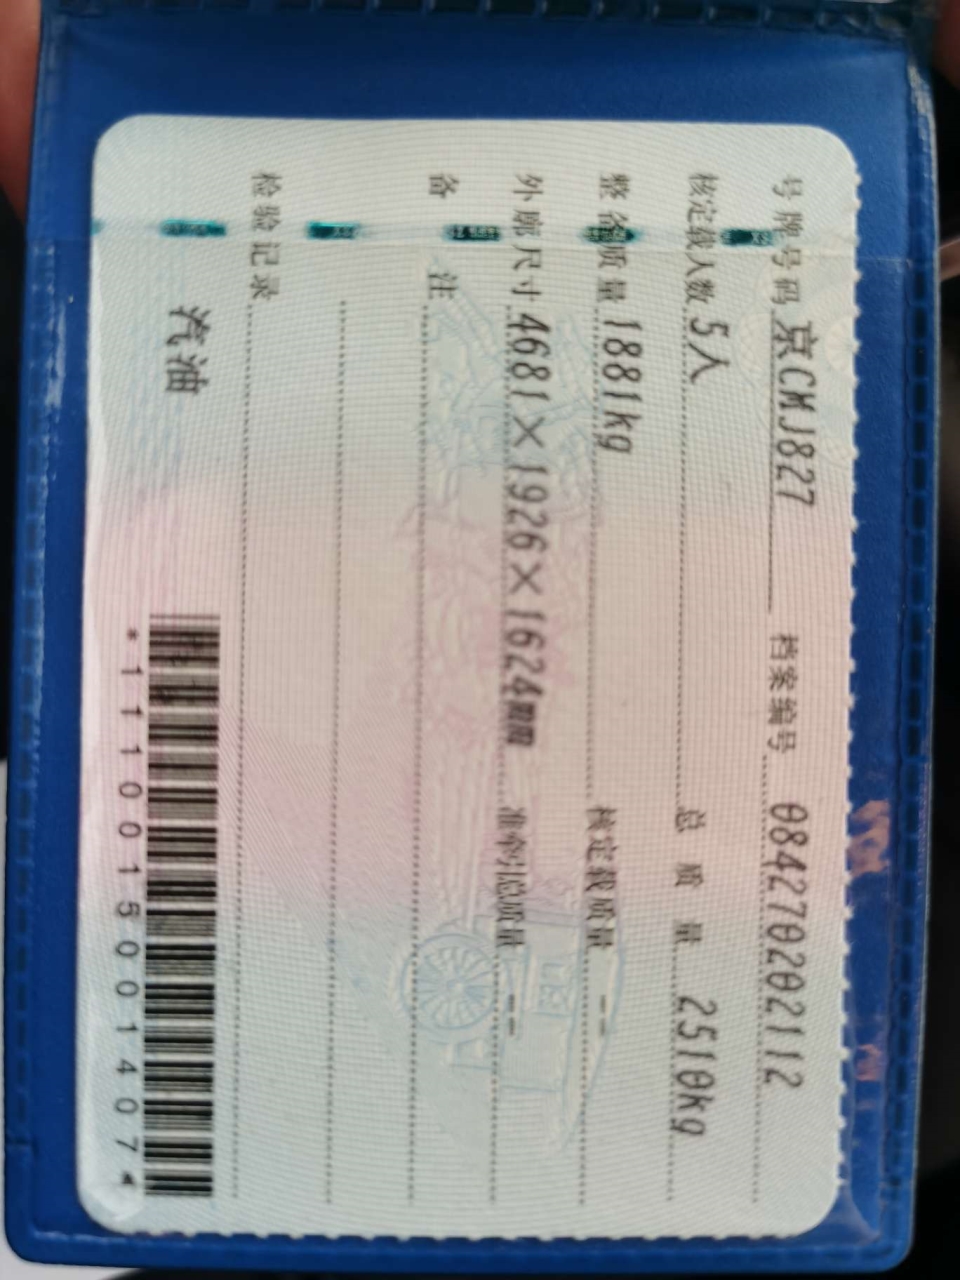 号牌号码 京CMJ827 档案编号 084270202112
核定载人数 5人 总质量 2510kg
整备质量 1881kg 核定载质量 --
外廓尺寸 4681×1926×1624mm 准牵引总质量 --
备注
检验记录
汽油
*1110015001407*